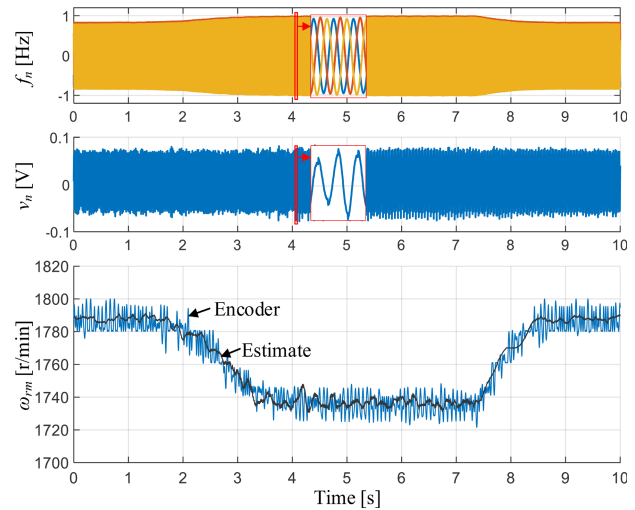 1
0
-1
f_n [Hz]
0 1 2 3 4 5 6 7 8 9 10
0.1
0
-0.1
v_n [V]
0 1 2 3 4 5 6 7 8 9 10
1820
1800
1780
1760
1740
1720
1700
ω_rm [r/min]
Encoder
Estimate
0 1 2 3 4 5 6 7 8 9 10
Time [s]